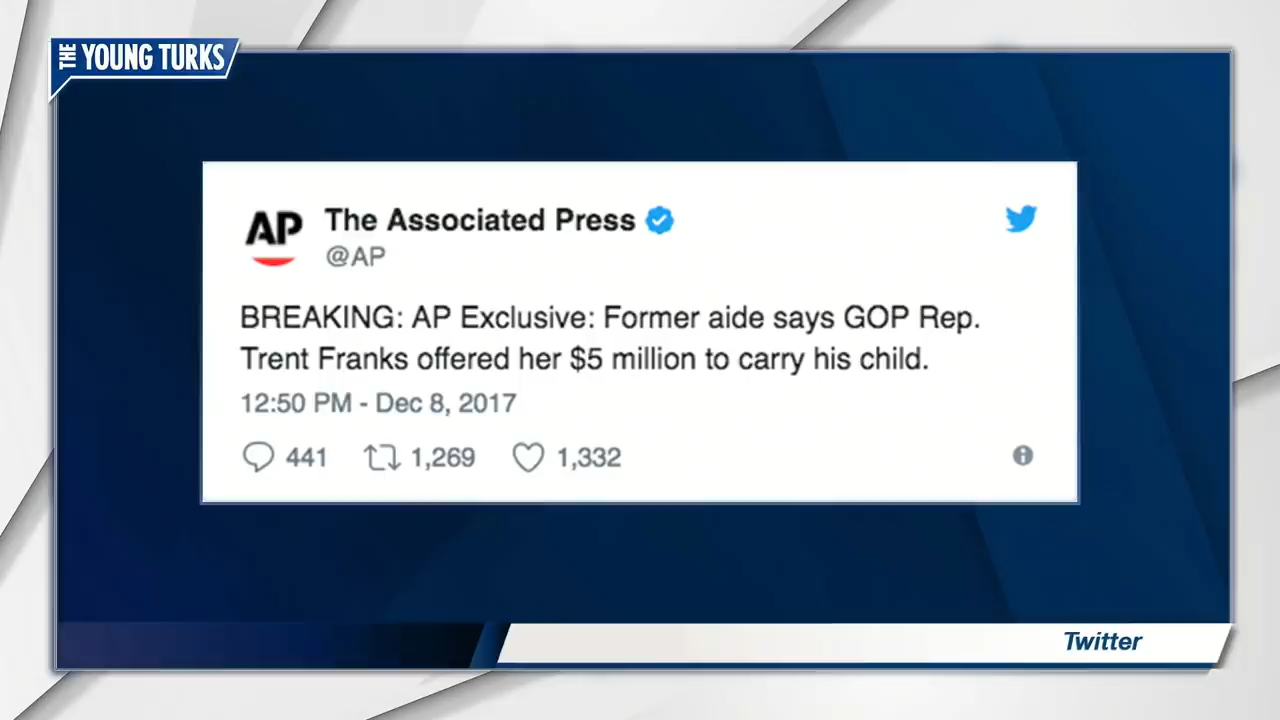 THE YOUNG TURKS
AP The Associated Press
@AP
BREAKING: AP Exclusive: Former aide says GOP Rep.
Trent Franks offered her $5 million to carry his child.
12:50 PM - Dec 8, 2017
441 1,269 1,332
Twitter